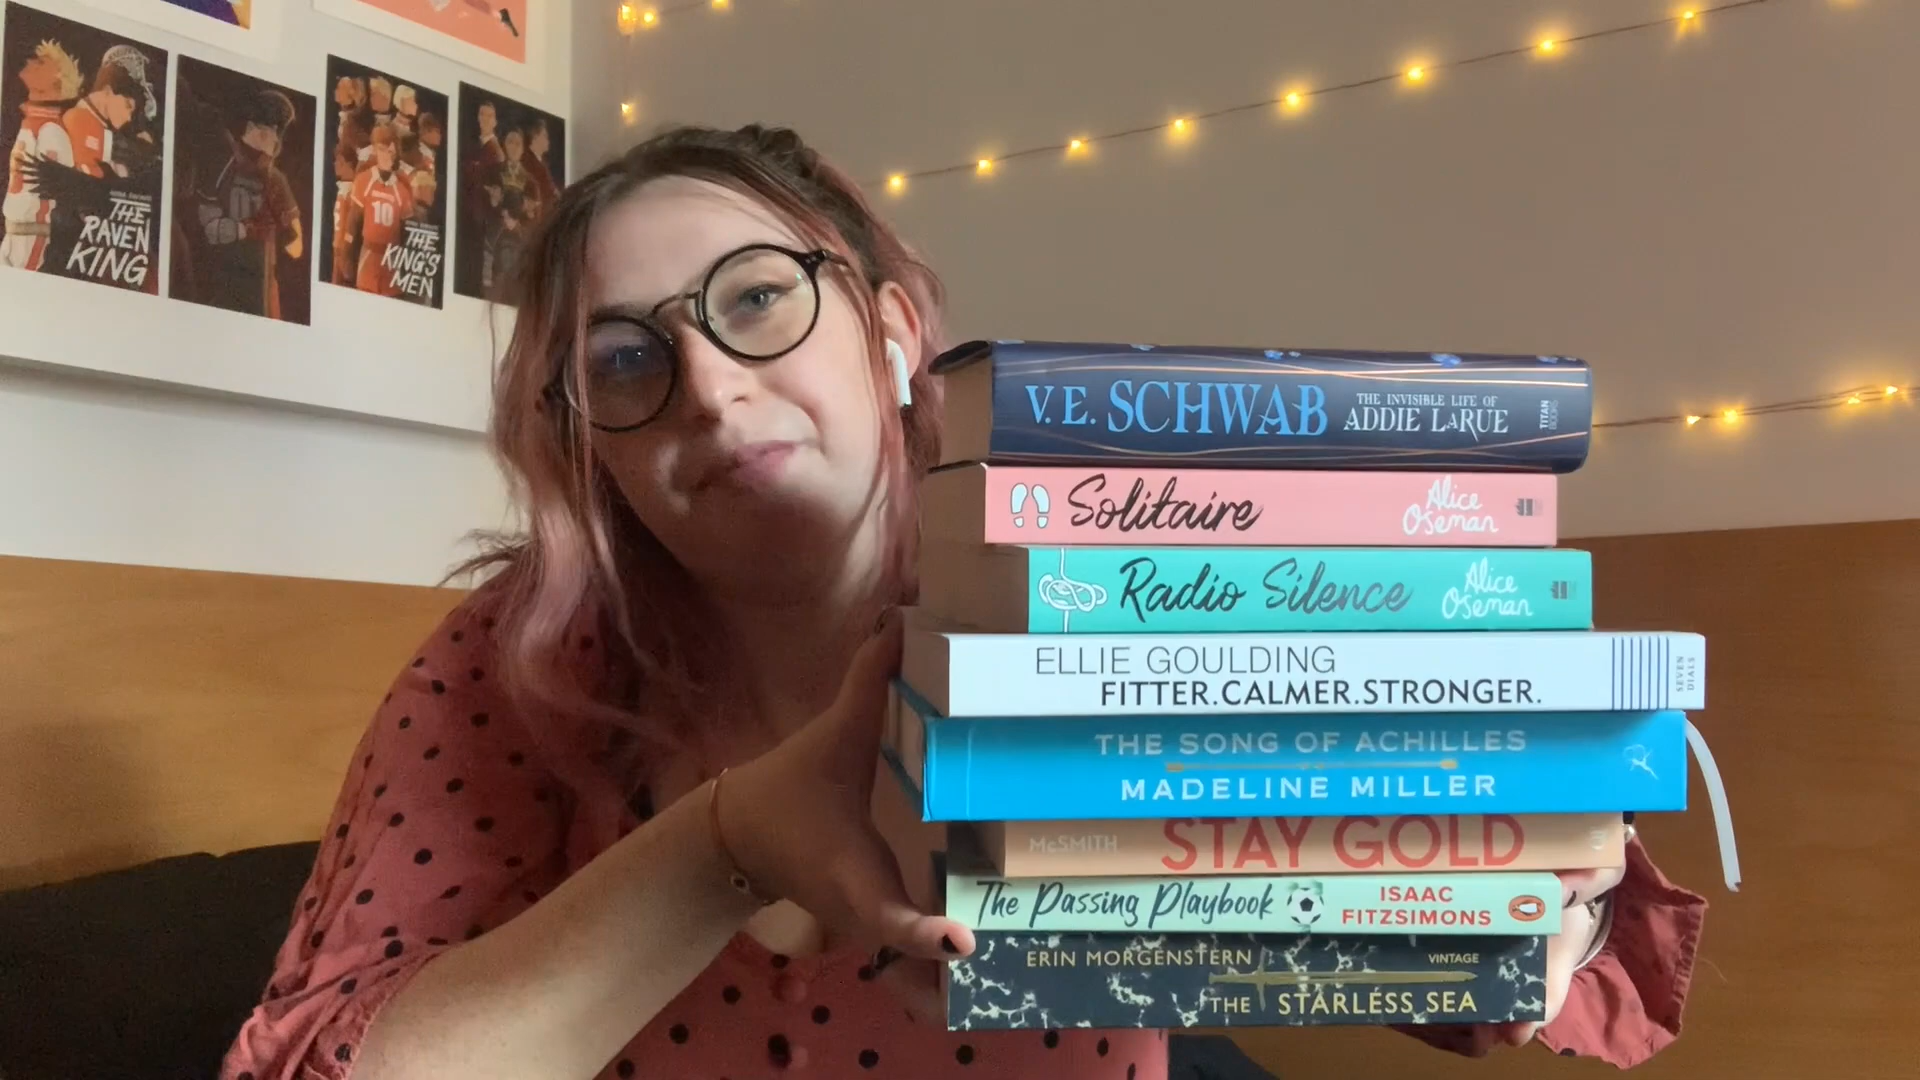 THE
RAVEN
KING
THE
KING'S
MEN
V.E. SCHWAB
THE INVISIBLE LIFE OF
ADDIE LARUE
TITAN
BOOKS
Solitaire
Alice
Oseman
Radio Silence
Alice
Oseman
ELLIE GOULDING
FITTER.CALMER.STRONGER.
SEVEN
DIALS
THE SONG OF ACHILLES
MADELINE MILLER
McSMITH
STAY GOLD
The Passing Playbook
ISAAC
FITZSIMONS
ERIN MORGENSTERN
VINTAGE
THE STARLESS SEA
10